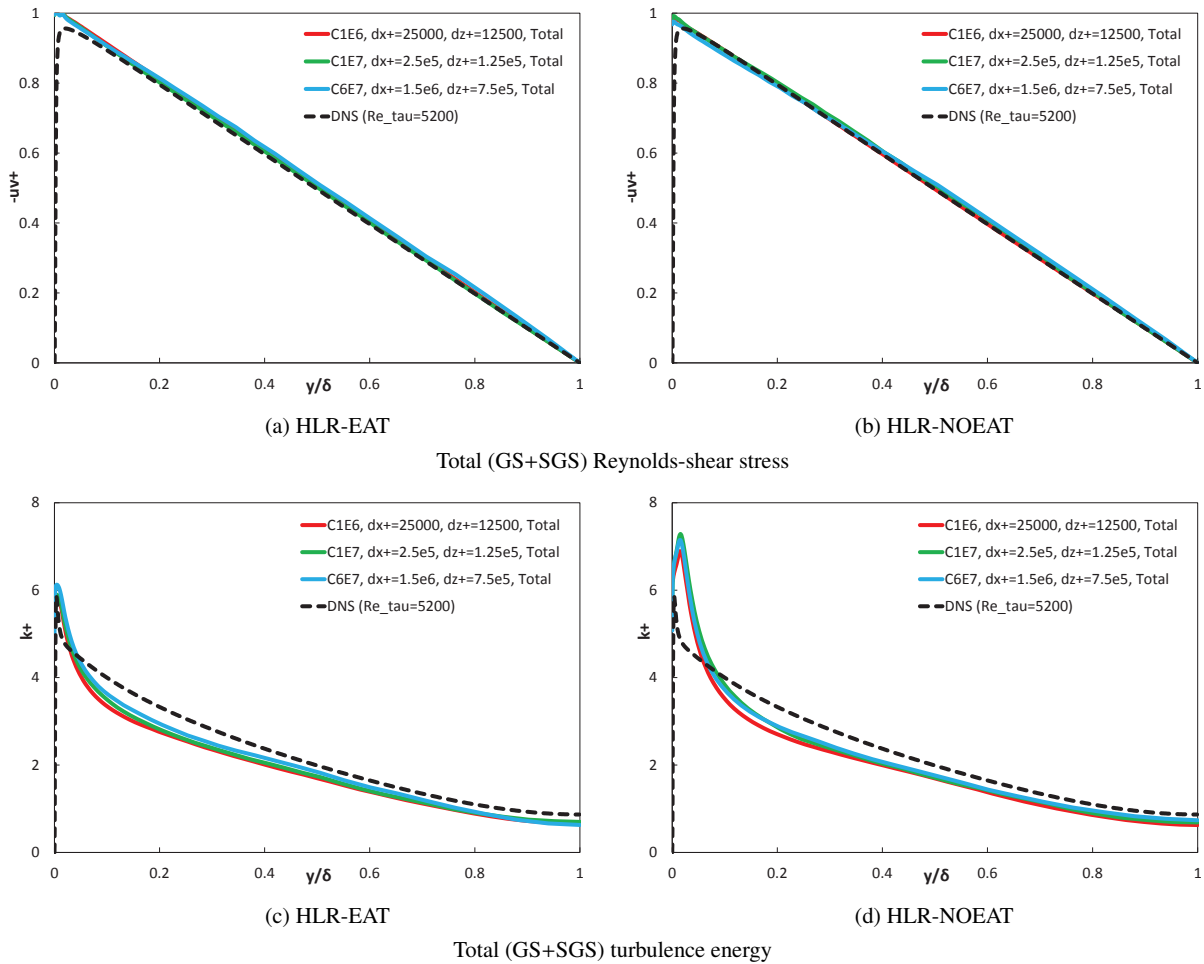 1
0.8
0.6
0.4
0.2
0
-uv+
C1E6, dx+=25000, dz+=12500, Total
C1E7, dx+=2.5e5, dz+=1.25e5, Total
C6E7, dx+=1.5e6, dz+=7.5e5, Total
DNS (Re_tau=5200)
0 0.2 0.4 0.6 0.8 1
y/δ
(a) HLR-EAT
1
0.8
0.6
0.4
0.2
0
-uv+
C1E6, dx+=25000, dz+=12500, Total
C1E7, dx+=2.5e5, dz+=1.25e5, Total
C6E7, dx+=1.5e6, dz+=7.5e5, Total
DNS (Re_tau=5200)
0 0.2 0.4 0.6 0.8 1
y/δ
(b) HLR-NOEAT
Total (GS+SGS) Reynolds-shear stress
8
6
4
2
0
k+
C1E6, dx+=25000, dz+=12500, Total
C1E7, dx+=2.5e5, dz+=1.25e5, Total
C6E7, dx+=1.5e6, dz+=7.5e5, Total
DNS (Re_tau=5200)
0 0.2 0.4 0.6 0.8 1
y/δ
(c) HLR-EAT
8
6
4
2
0
k+
C1E6, dx+=25000, dz+=12500, Total
C1E7, dx+=2.5e5, dz+=1.25e5, Total
C6E7, dx+=1.5e6, dz+=7.5e5, Total
DNS (Re_tau=5200)
0 0.2 0.4 0.6 0.8 1
y/δ
(d) HLR-NOEAT
Total (GS+SGS) turbulence energy